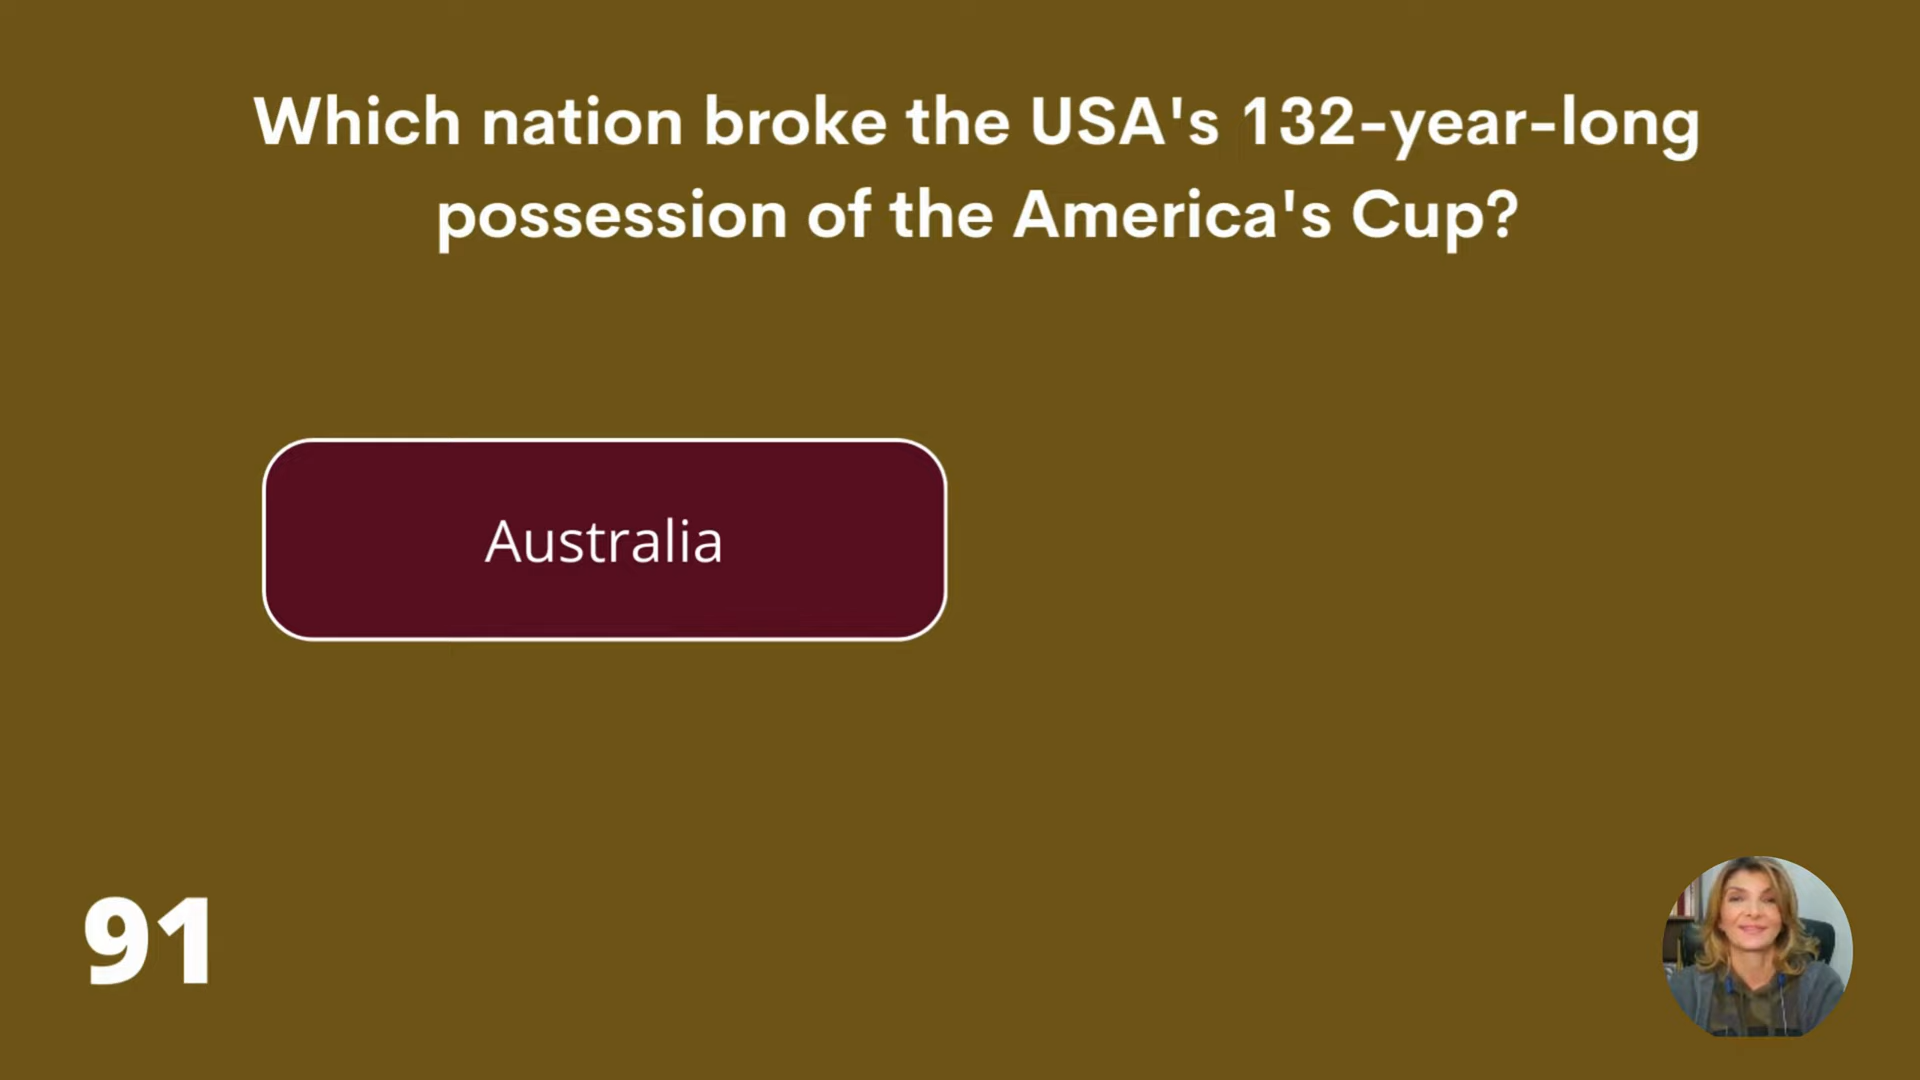 Which nation broke the USA's 132-year-long
possession of the America's Cup?
Australia
91